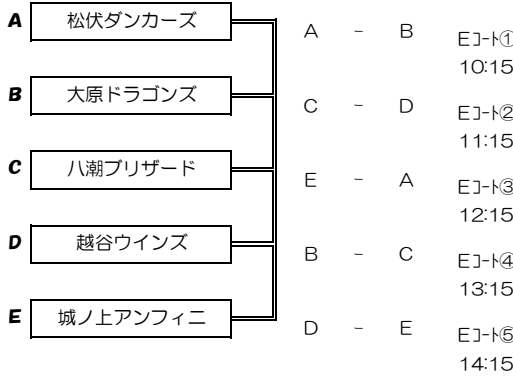 A 松伏ダンカーズ
A - B Eコート①
10:15
B 大原ドラゴンズ
C - D Eコート②
11:15
C 八潮ブリザード
E - A Eコート③
12:15
D 越谷ウインズ
B - C Eコート④
13:15
E 城ノ上アンフィニ
D - E Eコート⑤
14:15